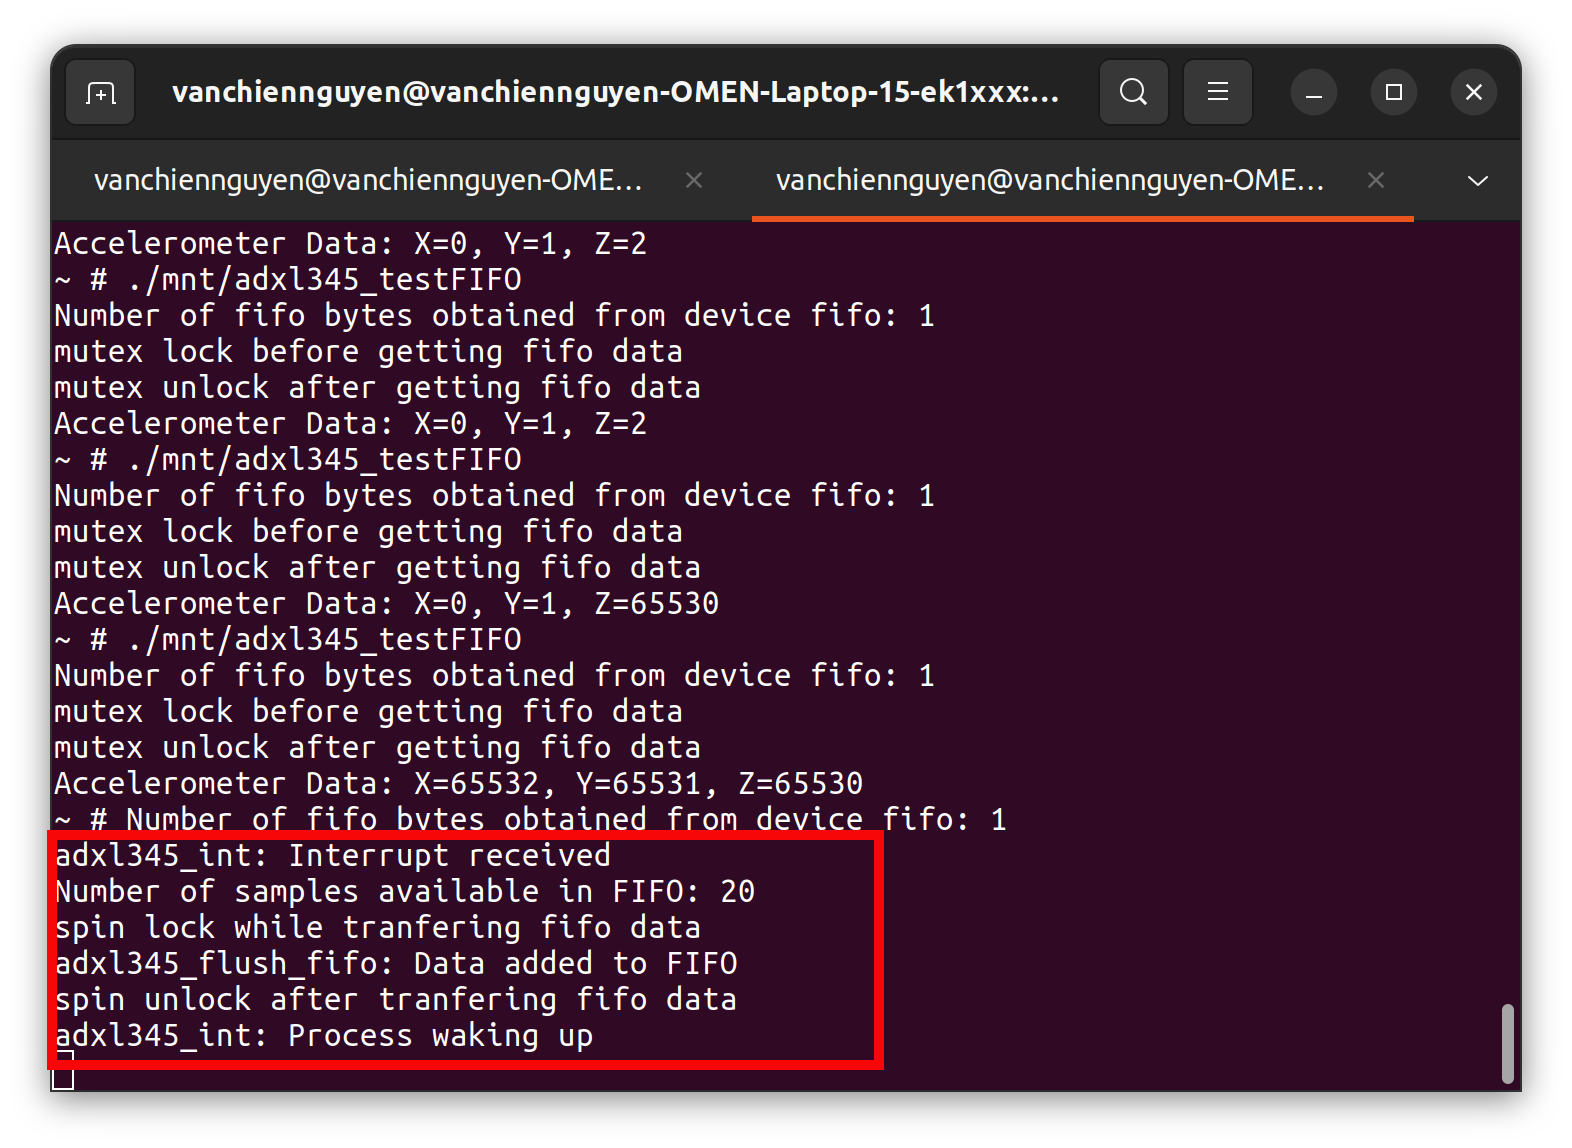 vanchiennguyen@vanchiennguyen-OMEN-Laptop-15-ek1xxx:...
vanchiennguyen@vanchiennguyen-OME... vanchiennguyen@vanchiennguyen-OME...
Accelerometer Data: X=0, Y=1, Z=2
~ # ./mnt/adxl345_testFIFO
Number of fifo bytes obtained from device fifo: 1
mutex lock before getting fifo data
mutex unlock after getting fifo data
Accelerometer Data: X=0, Y=1, Z=2
~ # ./mnt/adxl345_testFIFO
Number of fifo bytes obtained from device fifo: 1
mutex lock before getting fifo data
mutex unlock after getting fifo data
Accelerometer Data: X=0, Y=1, Z=65530
~ # ./mnt/adxl345_testFIFO
Number of fifo bytes obtained from device fifo: 1
mutex lock before getting fifo data
mutex unlock after getting fifo data
Accelerometer Data: X=65532, Y=65531, Z=65530
~ # Number of fifo bytes obtained from device fifo: 1
adxl345_int: Interrupt received
Number of samples available in FIFO: 20
spin lock while tranfering fifo data
adxl345_flush_fifo: Data added to FIFO
spin unlock after tranfering fifo data
adxl345_int: Process waking up